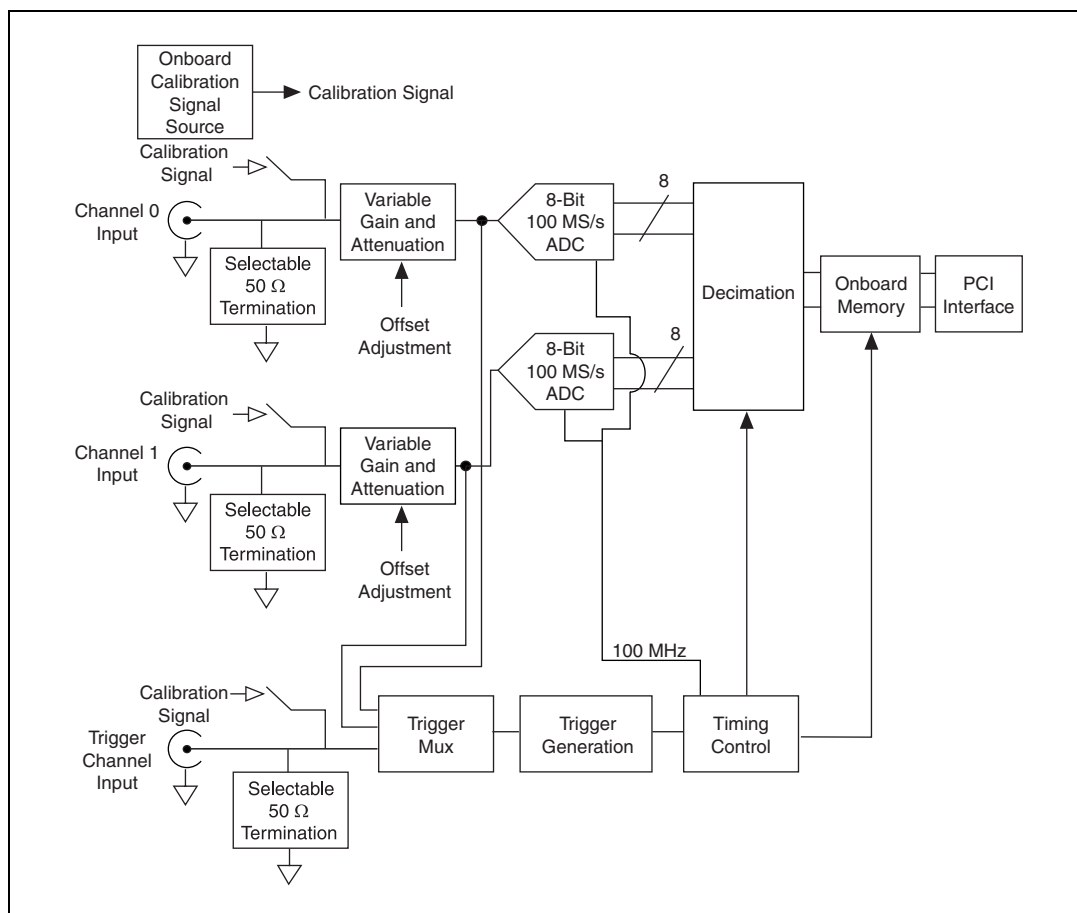 Onboard
Calibration
Signal
Source
Calibration Signal
Calibration
Signal
Channel 0
Input
Selectable
50 Ω
Termination
Variable
Gain and
Attenuation
Offset
Adjustment
8-Bit
100 MS/s
ADC
8
Decimation
Onboard
Memory
PCI
Interface
Calibration
Signal
Channel 1
Input
Selectable
50 Ω
Termination
Variable
Gain and
Attenuation
Offset
Adjustment
8-Bit
100 MS/s
ADC
8
100 MHz
Calibration
Signal
Trigger
Channel
Input
Selectable
50 Ω
Termination
Trigger
Mux
Trigger
Generation
Timing
Control